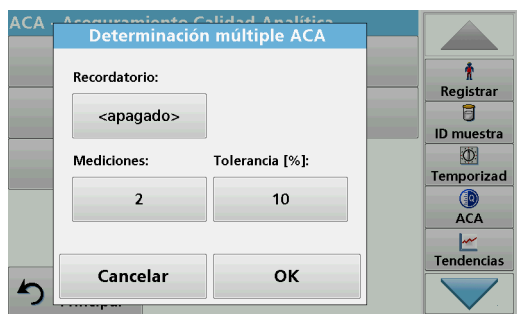 ACA - Aseguramiento Calidad Analítica
Determinación múltiple ACA
Recordatorio:
<apagado>
Mediciones:
Tolerancia [%]:
2
10
Cancelar
OK
Principal
Registrar
ID muestra
Temporizad
ACA
Tendencias